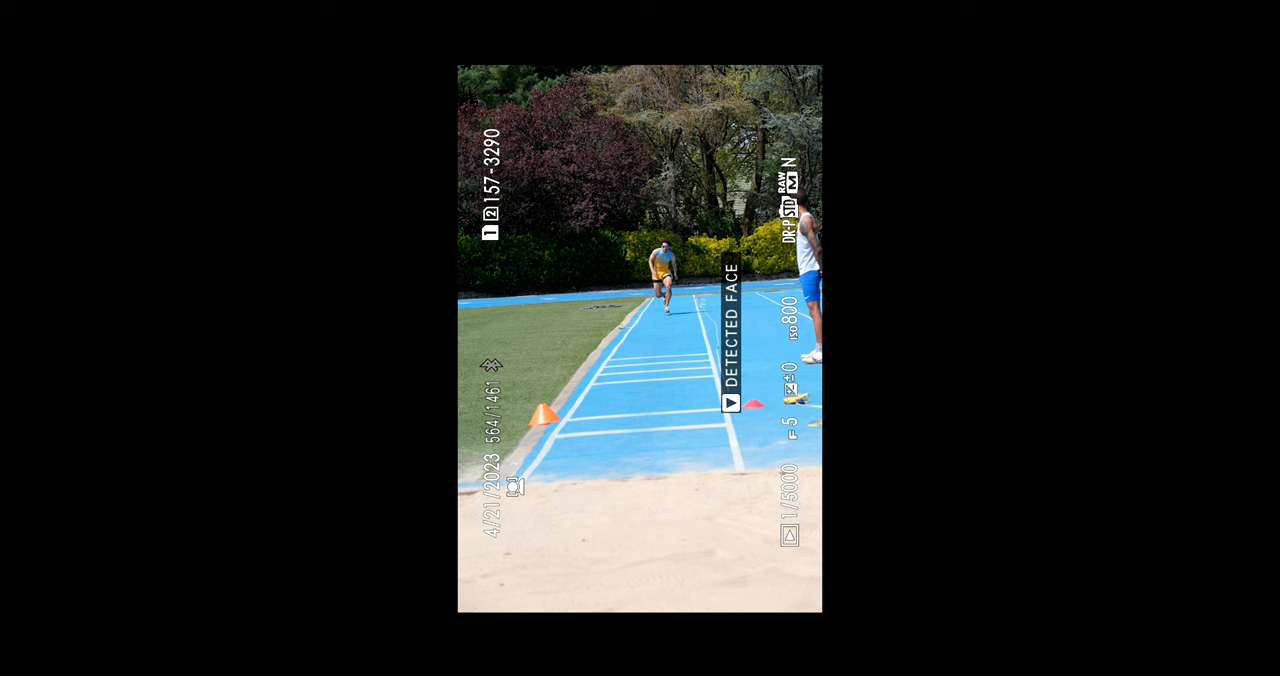 1 2 157-3290
4/21/2023 564/1461
▼ DETECTED FACE
DR-P STD RAW M N
1/5000 F 5 ±0 ISO 800